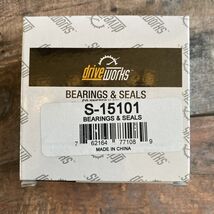 driveworks
BEARINGS & SEALS
S-15101
BEARINGS & SEALS
7 62164 77108 9
MADE IN CHINA